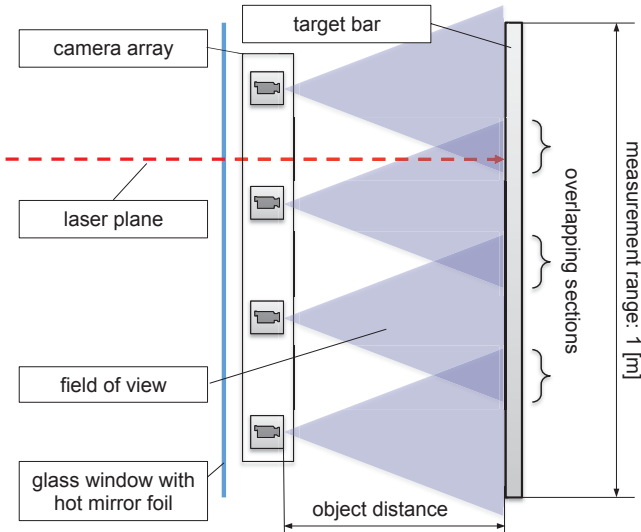 target bar
camera array
laser plane
field of view
glass window with
hot mirror foil
object distance
overlapping sections
measurement range: 1 [m]